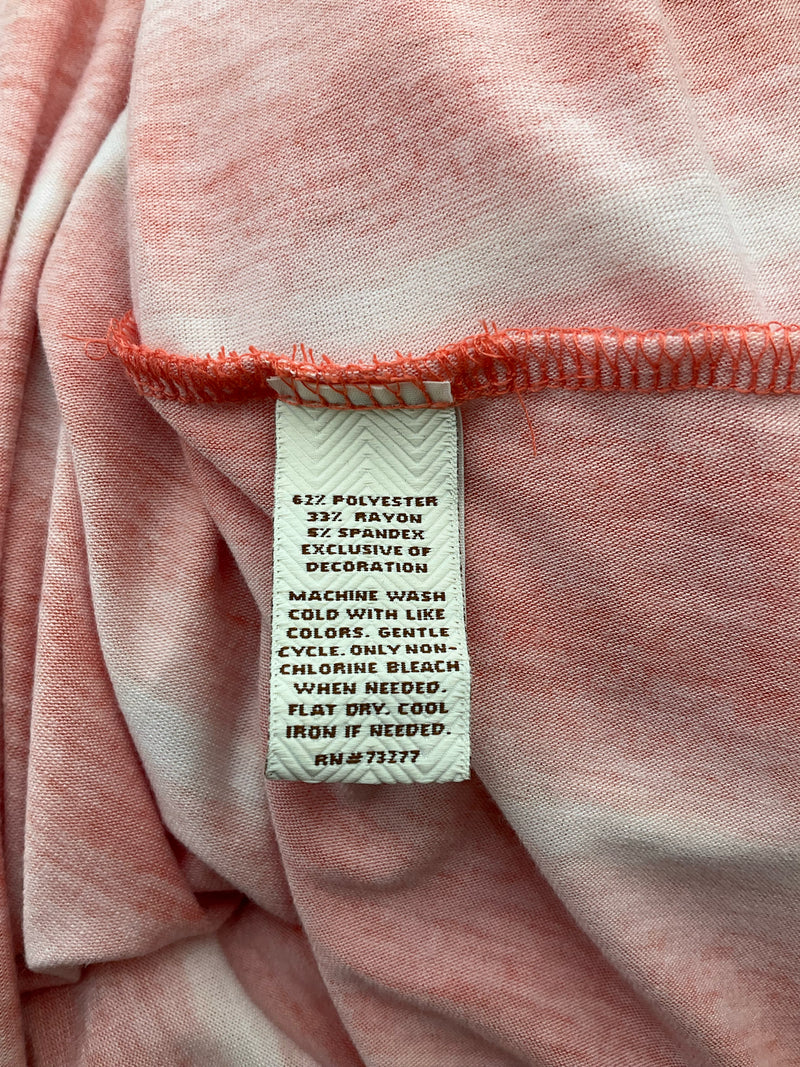 62% POLYESTER
33% RAYON
5% SPANDEX
EXCLUSIVE OF
DECORATION
MACHINE WASH
COLD WITH LIKE
COLORS. GENTLE
CYCLE. ONLY NON-
CHLORINE BLEACH
WHEN NEEDED.
FLAT DRY. COOL
IRON IF NEEDED.
RN#73277